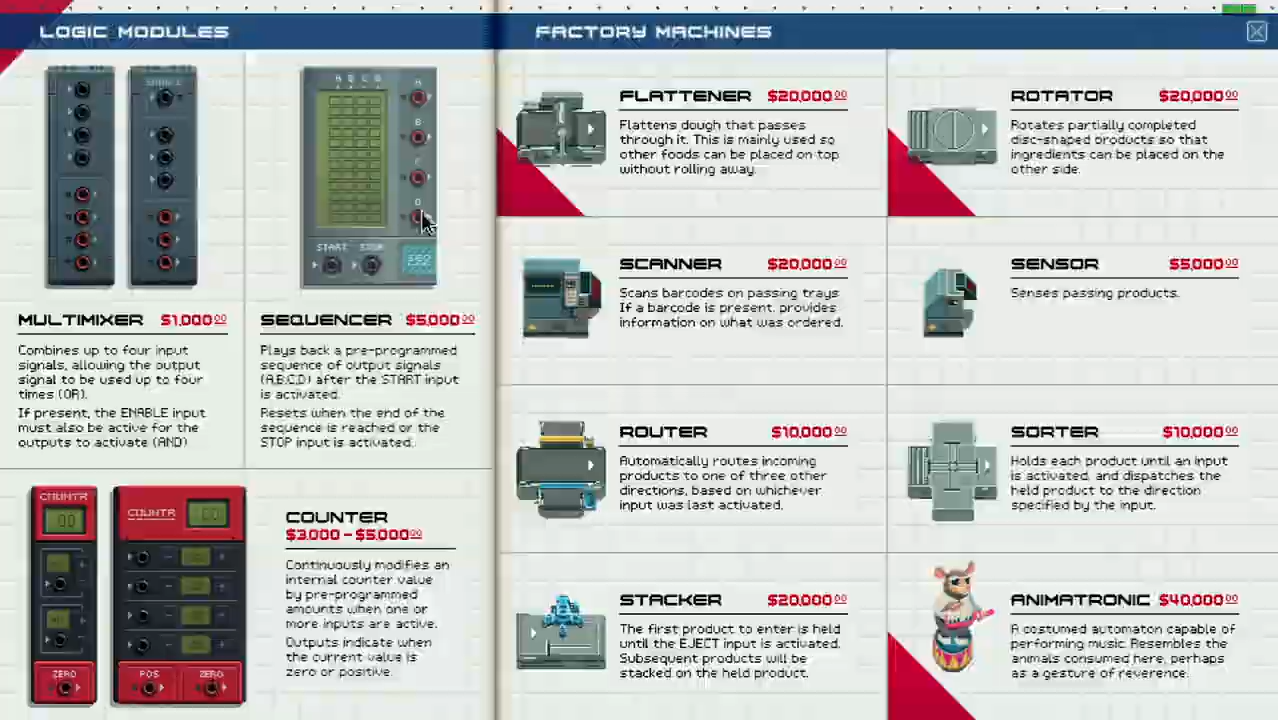 LOGIC MODULES
MULTIMIXER $1,000.00
Combines up to four input
signals, allowing the output
signal to be used up to four
times (OR).
If present, the ENABLE input
must also be active for the
outputs to activate (AND)
A B C D
A
B
C
D
START STOP
SEQUENCER $5,000.00
Plays back a pre-programmed
sequence of output signals
(A,B,C,D) after the START input
is activated.
Resets when the end of the
sequence is reached or the
STOP input is activated.
COUNTR
00
ZERO
COUNTR
POS ZERO
COUNTER
$3,000 – $5,000.00
Continuously modifies an
internal counter value
by pre-programmed
amounts when one or
more inputs are active.
Outputs indicate when
the current value is
zero or positive.
FACTORY MACHINES
FLATTENER $20,000.00
Flattens dough that passes
through it. This is mainly used so
other foods can be placed on top
without rolling away.
ROTATOR $20,000.00
Rotates partially completed
disc-shaped products so that
ingredients can be placed on the
other side.
SCANNER $20,000.00
Scans barcodes on passing trays.
If a barcode is present, provides
information on what was ordered.
SENSOR $5,000.00
Senses passing products.
ROUTER $10,000.00
Automatically routes incoming
products to one of three other
directions, based on whichever
input was last activated.
SORTER $10,000.00
Holds each product until an input
is activated, and dispatches the
held product to the direction
specified by the input.
STACKER $20,000.00
The first product to enter is held
until the EJECT input is activated.
Subsequent products will be
stacked on the held product.
ANIMATRONIC $40,000.00
A costumed automaton capable of
performing music. Resembles the
animals consumed here, perhaps
as a gesture of reverence.